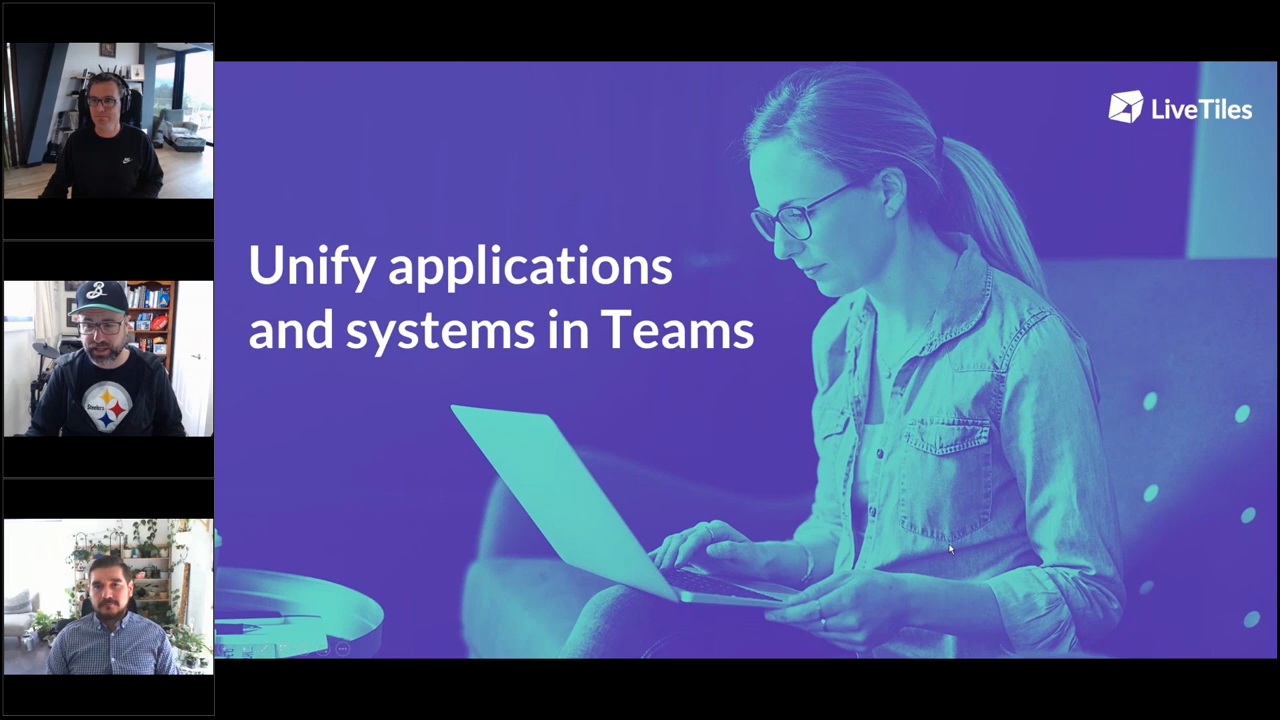 LiveTiles
Unify applications
and systems in Teams
B
Steelers